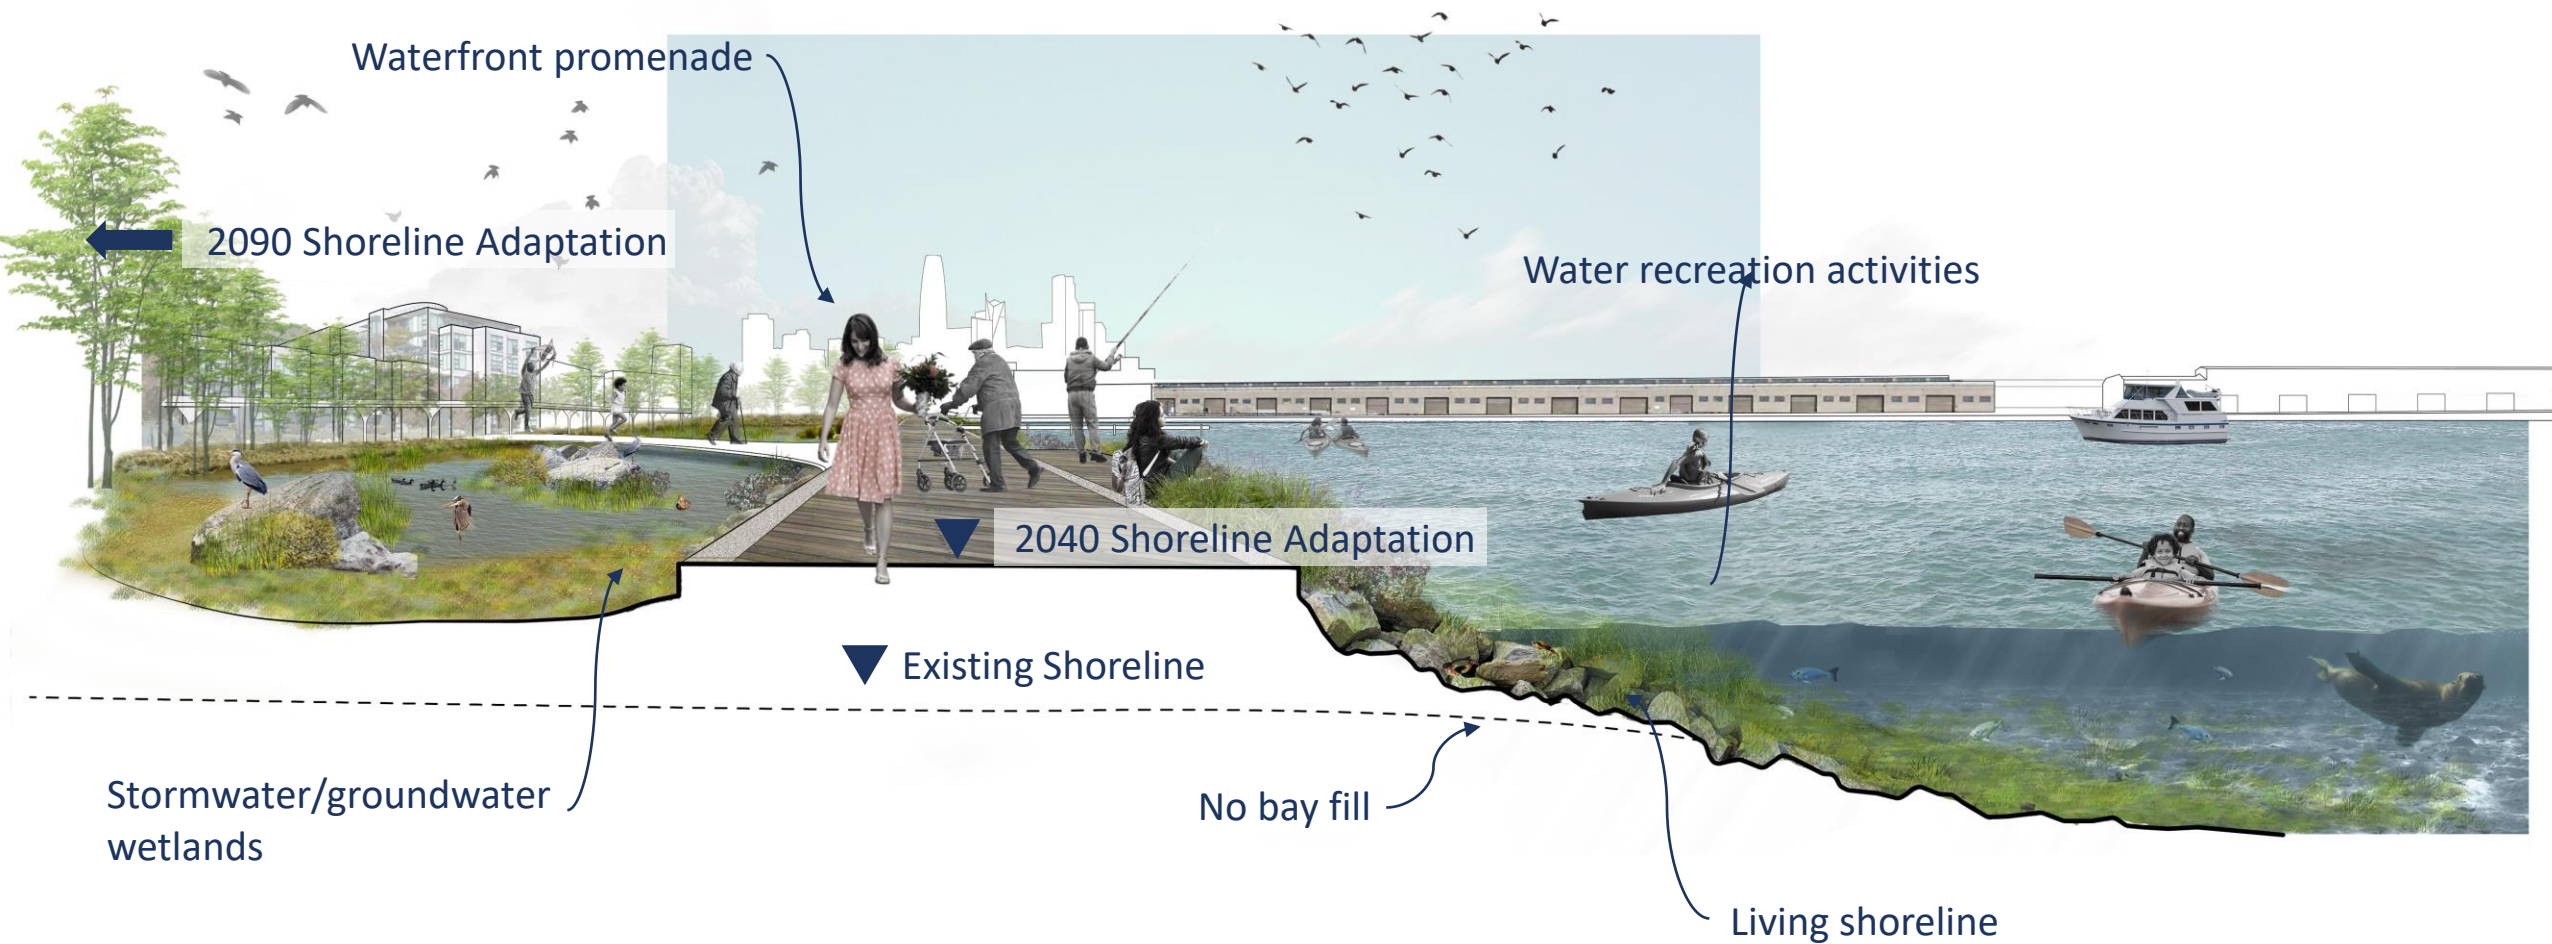 Waterfront promenade
2090 Shoreline Adaptation
Water recreation activities
2040 Shoreline Adaptation
Existing Shoreline
Stormwater/groundwater
wetlands
No bay fill
Living shoreline